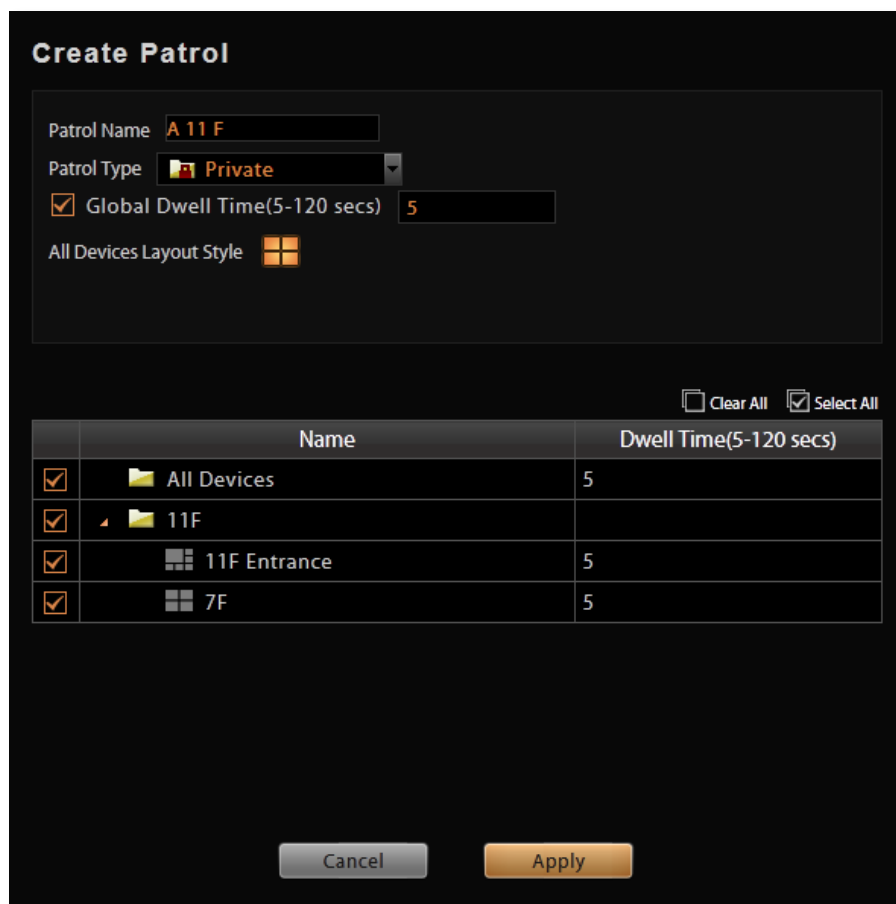 Create Patrol
Patrol Name A 11 F
Patrol Type Private
Global Dwell Time(5-120 secs) 5
All Devices Layout Style
Clear All Select All
Name Dwell Time(5-120 secs)
All Devices 5
11F
11F Entrance 5
7F 5
Cancel Apply